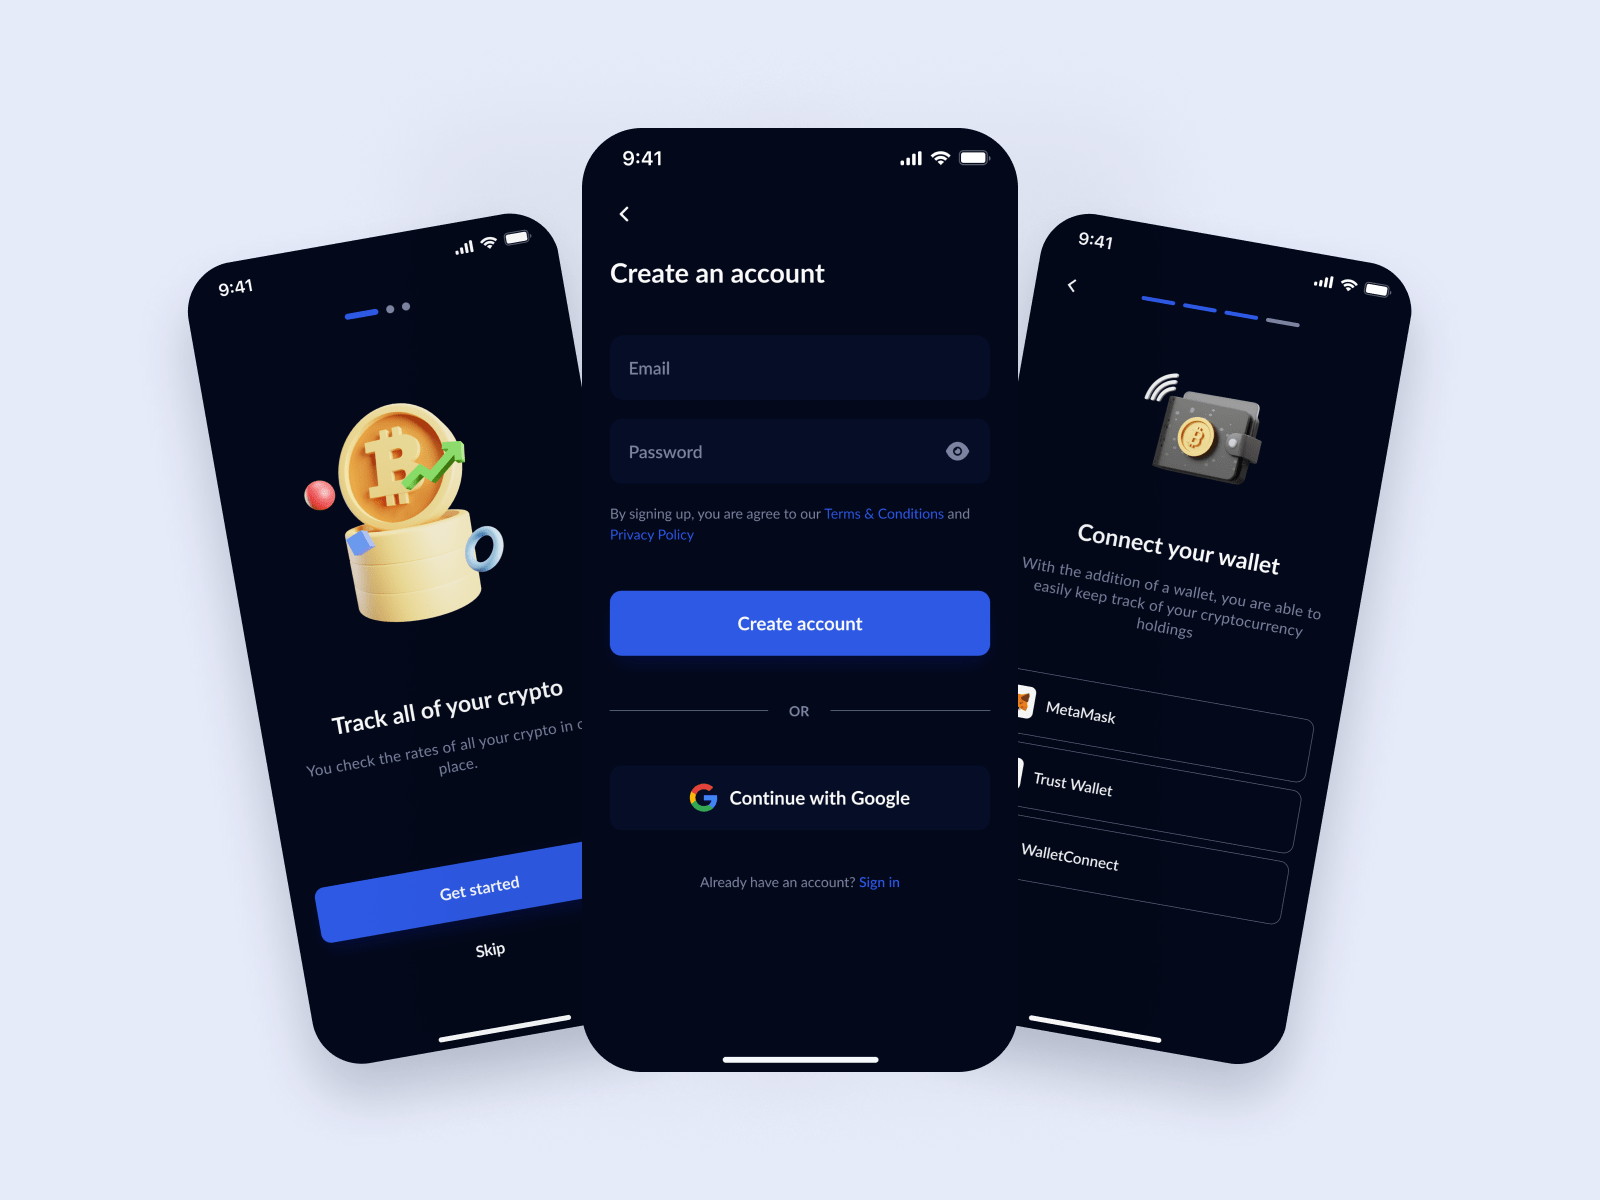 9:41
Track all of your crypto
You check the rates of all your crypto in
place.
Get started
Skip
9:41
Create an account
Email
Password
By signing up, you are agree to our Terms & Conditions and
Privacy Policy
Create account
OR
Continue with Google
Already have an account? Sign in
9:41
Connect your wallet
With the addition of a wallet, you are able to
easily keep track of your cryptocurrency
holdings
MetaMask
Trust Wallet
WalletConnect